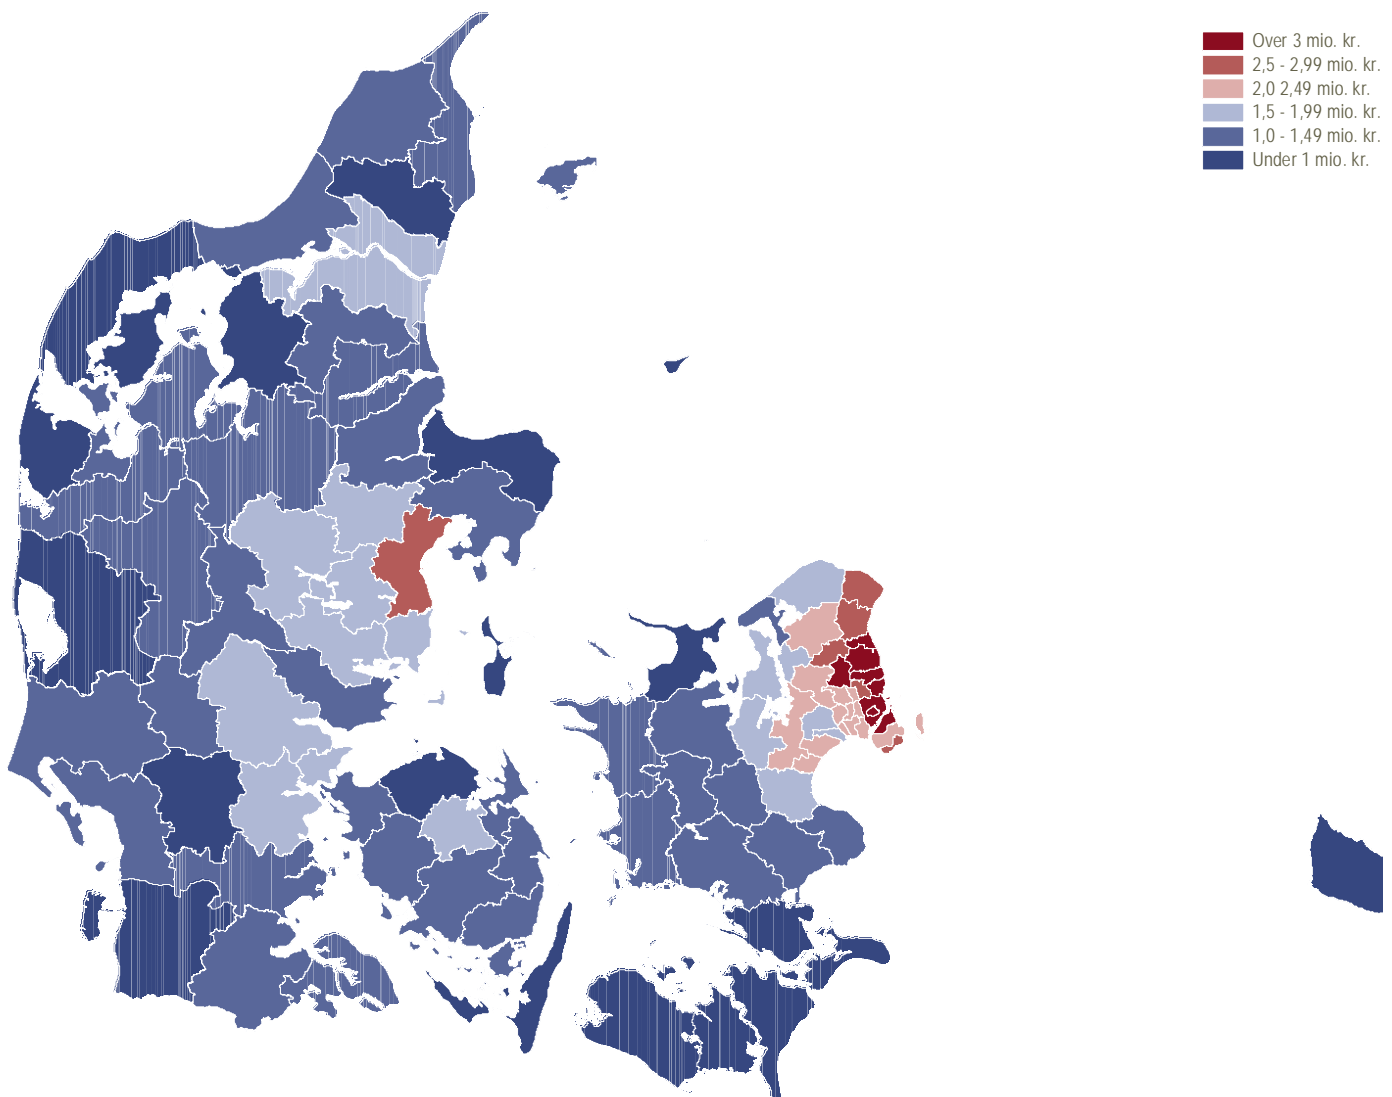 Over 3 mio. kr.
2,5 - 2,99 mio. kr.
2,0 2,49 mio. kr.
1,5 - 1,99 mio. kr.
1,0 - 1,49 mio. kr.
Under 1 mio. kr.